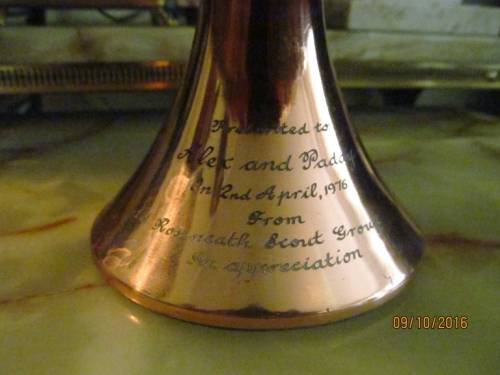 Presented to
Alex and Paddy
On 2nd April, 1976
From
Rosneath Scout Group
In appreciation
09/10/2016